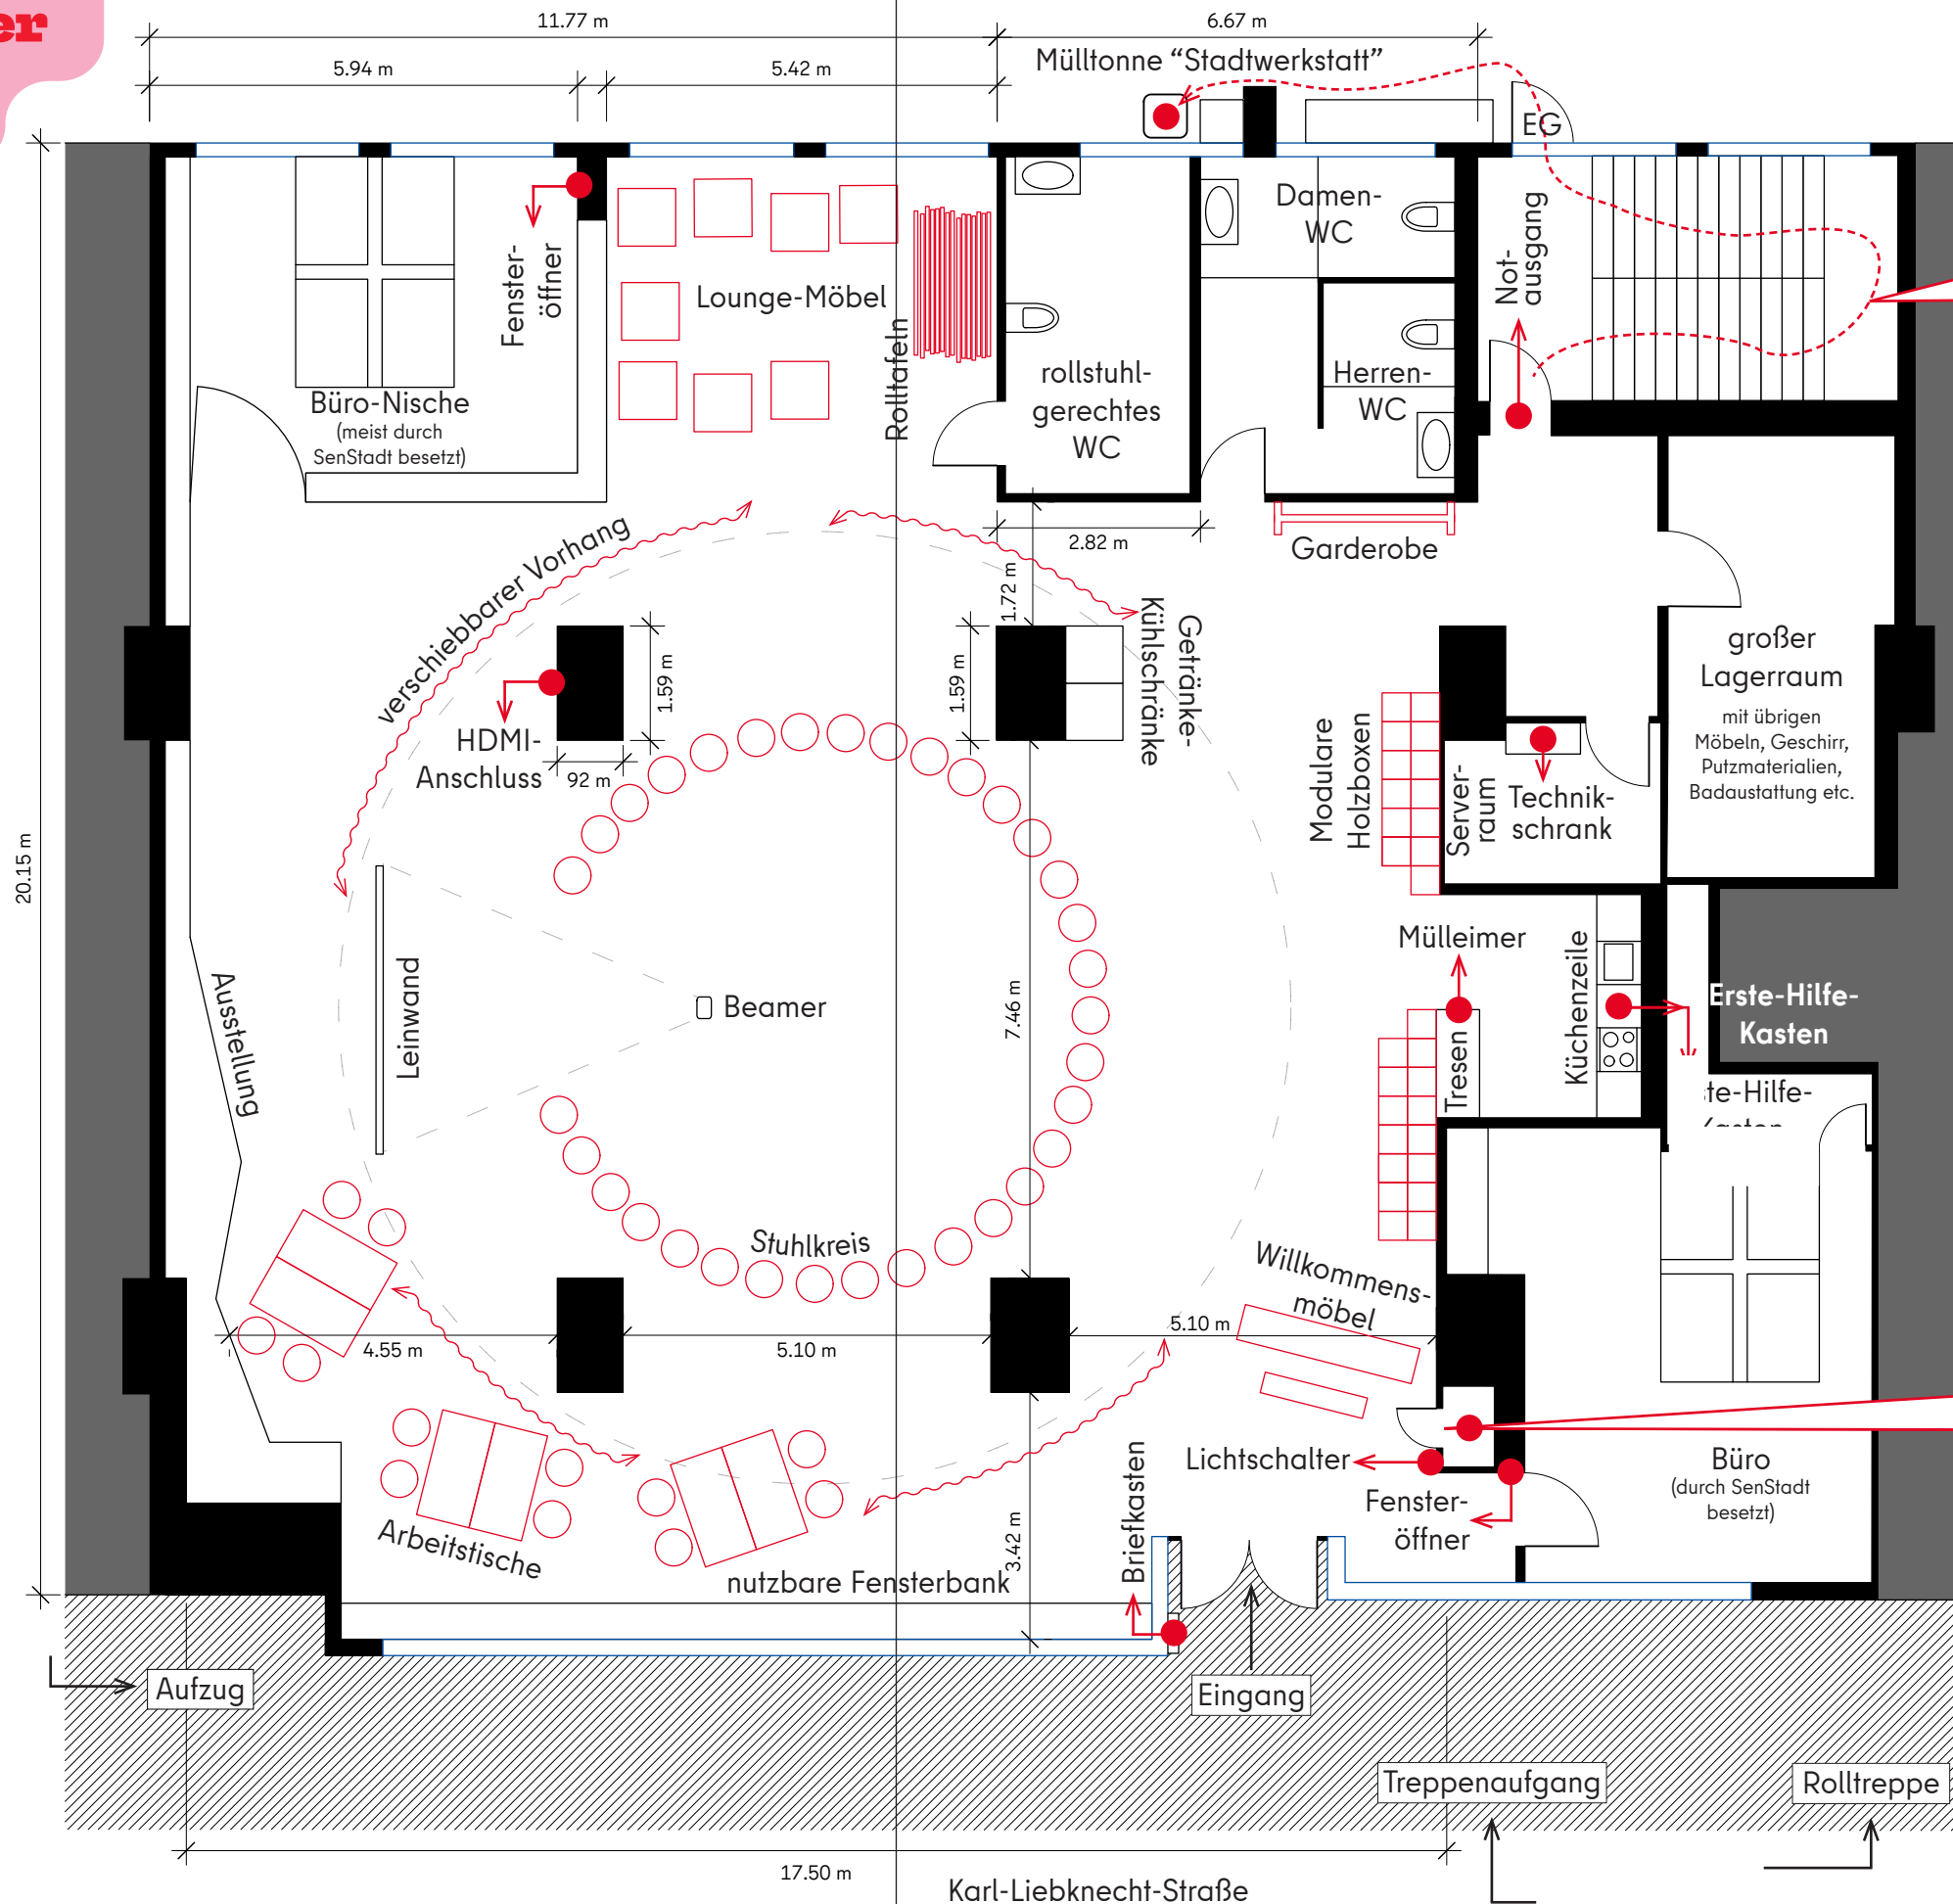 er
11.77 m
6.67 m
5.94 m
5.42 m
Mülltonne “Stadtwerkstatt”
EG
Fenster-
öffner
Lounge-Möbel
Rolltafeln
Damen-
WC
Not-
ausgang
Büro-Nische
(meist durch
SenStadt besetzt)
rollstuhl-
gerechtes
WC
Herren-
WC
2.82 m
Garderobe
verschiebbarer Vorhang
1.72 m
1.59 m
1.59 m
Getränke-
Kühlschränke
HDMI-
Anschluss
92 m
großer
Lagerraum
mit übrigen
Möbeln, Geschirr,
Putzmaterialien,
Badaustattung etc.
Modulare
Holzboxen
Server-
raum
Technik-
schrank
20.15 m
Mülleimer
Ausstellung
Leinwand
Beamer
7.46 m
Tresen
Küchenzeile
Erste-Hilfe-
Kasten
te-Hilfe-
Stuhlkreis
Willkommens-
möbel
4.55 m
5.10 m
5.10 m
Arbeitstische
Lichtschalter
Fenster-
öffner
Büro
(durch SenStadt
besetzt)
Briefkasten
3.42 m
nutzbare Fensterbank
Aufzug
Eingang
Treppenaufgang
Rolltreppe
17.50 m
Karl-Liebknecht-Straße